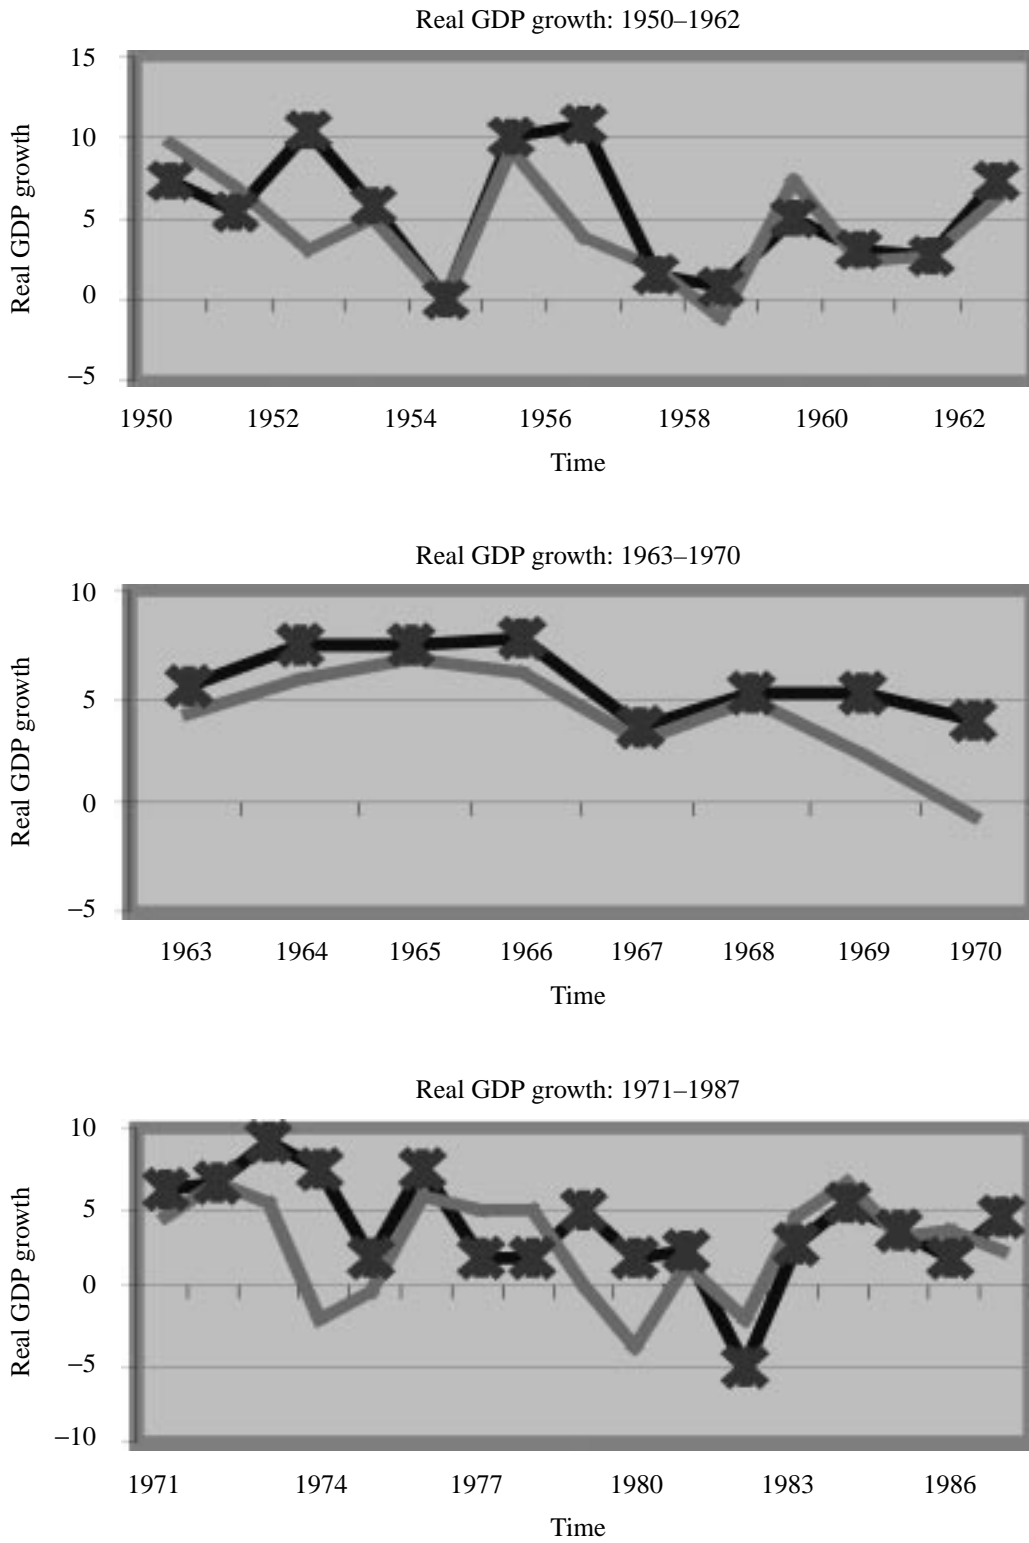 Real GDP growth: 1950–1962
Real GDP growth
15
10
5
0
–5
1950 1952 1954 1956 1958 1960 1962
Time
Real GDP growth: 1963–1970
Real GDP growth
10
5
0
–5
1963 1964 1965 1966 1967 1968 1969 1970
Time
Real GDP growth: 1971–1987
Real GDP growth
10
5
0
–5
–10
1971 1974 1977 1980 1983 1986
Time